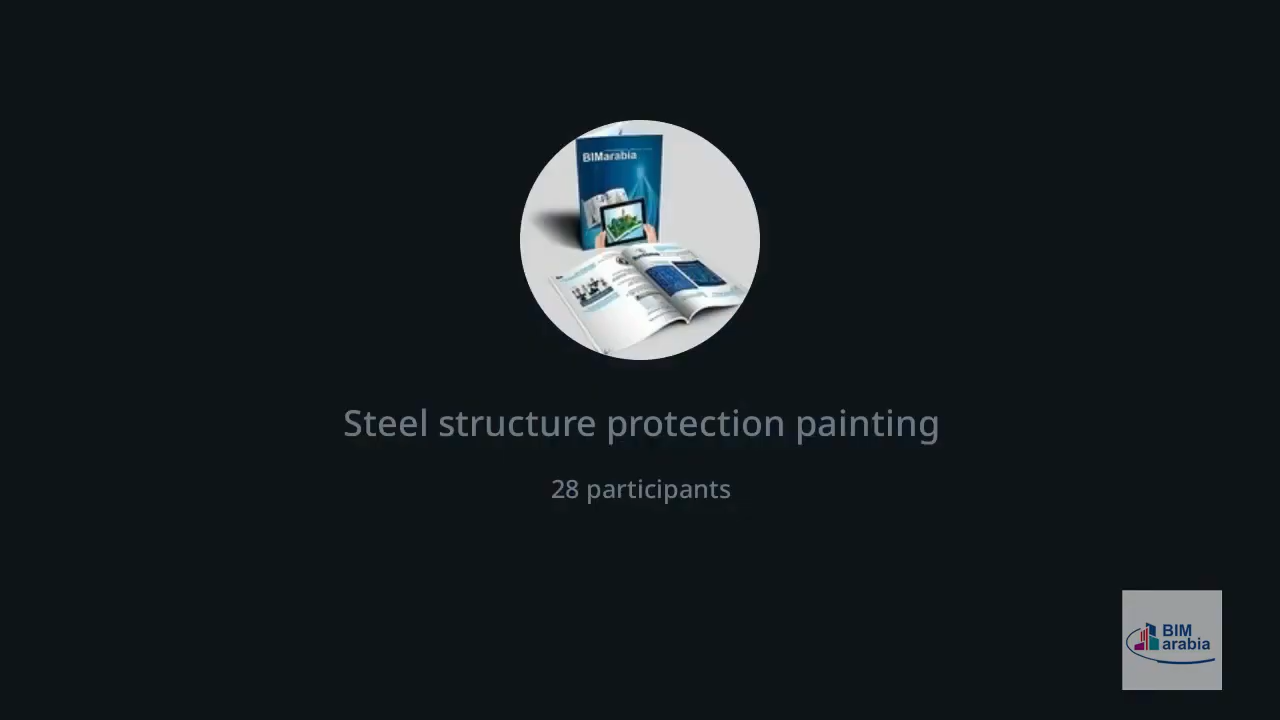 BIMarabia
Steel structure protection painting
28 participants
BIM
arabia